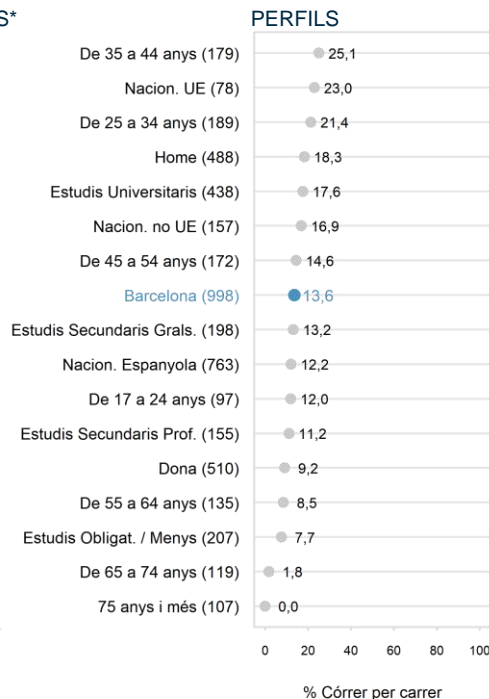 S*
PERFILS
De 35 a 44 anys (179) 25,1
Nacion. UE (78) 23,0
De 25 a 34 anys (189) 21,4
Home (488) 18,3
Estudis Universitaris (438) 17,6
Nacion. no UE (157) 16,9
De 45 a 54 anys (172) 14,6
Barcelona (998) 13,6
Estudis Secundaris Grals. (198) 13,2
Nacion. Espanyola (763) 12,2
De 17 a 24 anys (97) 12,0
Estudis Secundaris Prof. (155) 11,2
Dona (510) 9,2
De 55 a 64 anys (135) 8,5
Estudis Obligat. / Menys (207) 7,7
De 65 a 74 anys (119) 1,8
75 anys i més (107) 0,0
0 20 40 60 80 100
% Córrer per carrer